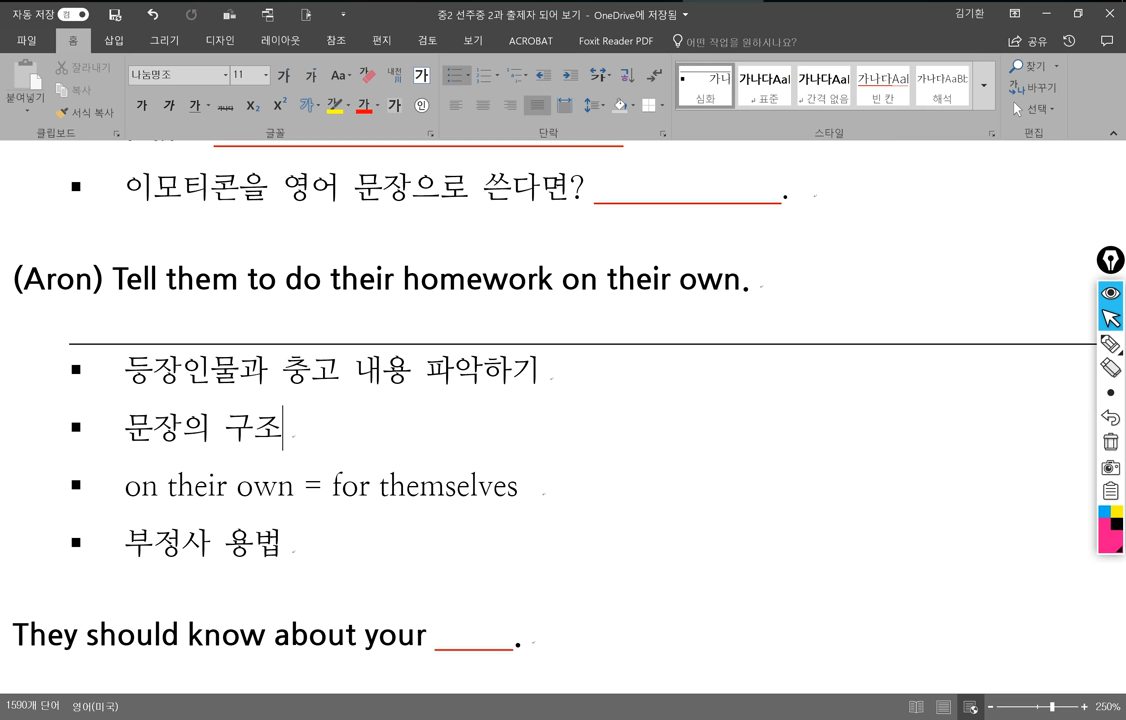 자동 저장 컴 중2 선주중 2과 출제자 되어 보기 - OneDrive에 저장됨 김기환
파일 홈 삽입 그리기 디자인 레이아웃 참조 편지 검토 보기 ACROBAT Foxit Reader PDF 어떤 작업을 원하시나요? 공유
붙여넣기 잘라내기 복사 서식 복사
나눔명조 11
가나 가나다AaI 가나다AaI 가나다AaI 가나다AaBb
심화 표준 간격 없음 빈 칸 해석
찾기 바꾸기 선택
클립보드 글꼴 단락 스타일 편집
▪ 이모티콘을 영어 문장으로 쓴다면? .
(Aron) Tell them to do their homework on their own.
▪ 등장인물과 충고 내용 파악하기
▪ 문장의 구조
▪ on their own = for themselves
▪ 부정사 용법
They should know about your .
1590개 단어 영어(미국) 250%